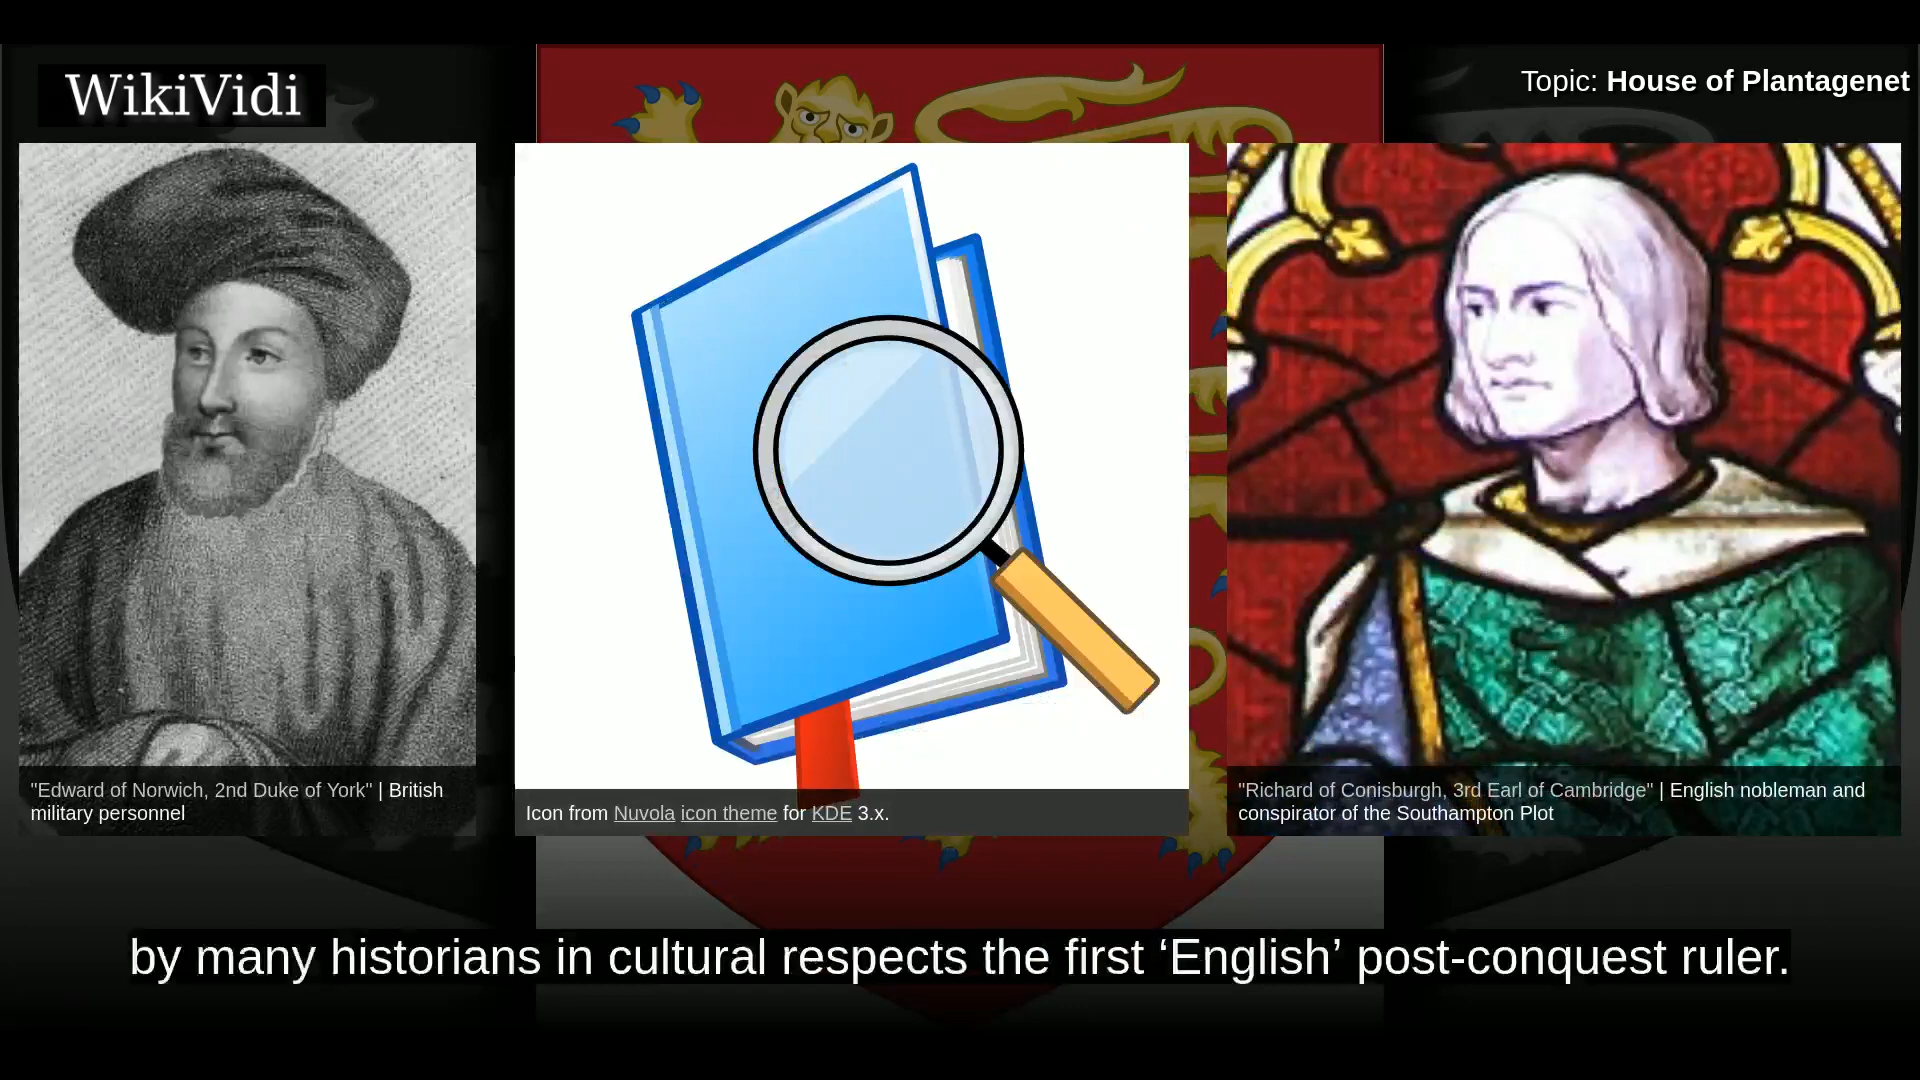 WikiVidi
Topic: House of Plantagenet
"Edward of Norwich, 2nd Duke of York" | British
military personnel
Icon from Nuvola icon theme for KDE 3.x.
"Richard of Conisburgh, 3rd Earl of Cambridge" | English nobleman and
conspirator of the Southampton Plot
by many historians in cultural respects the first ‘English’ post-conquest ruler.